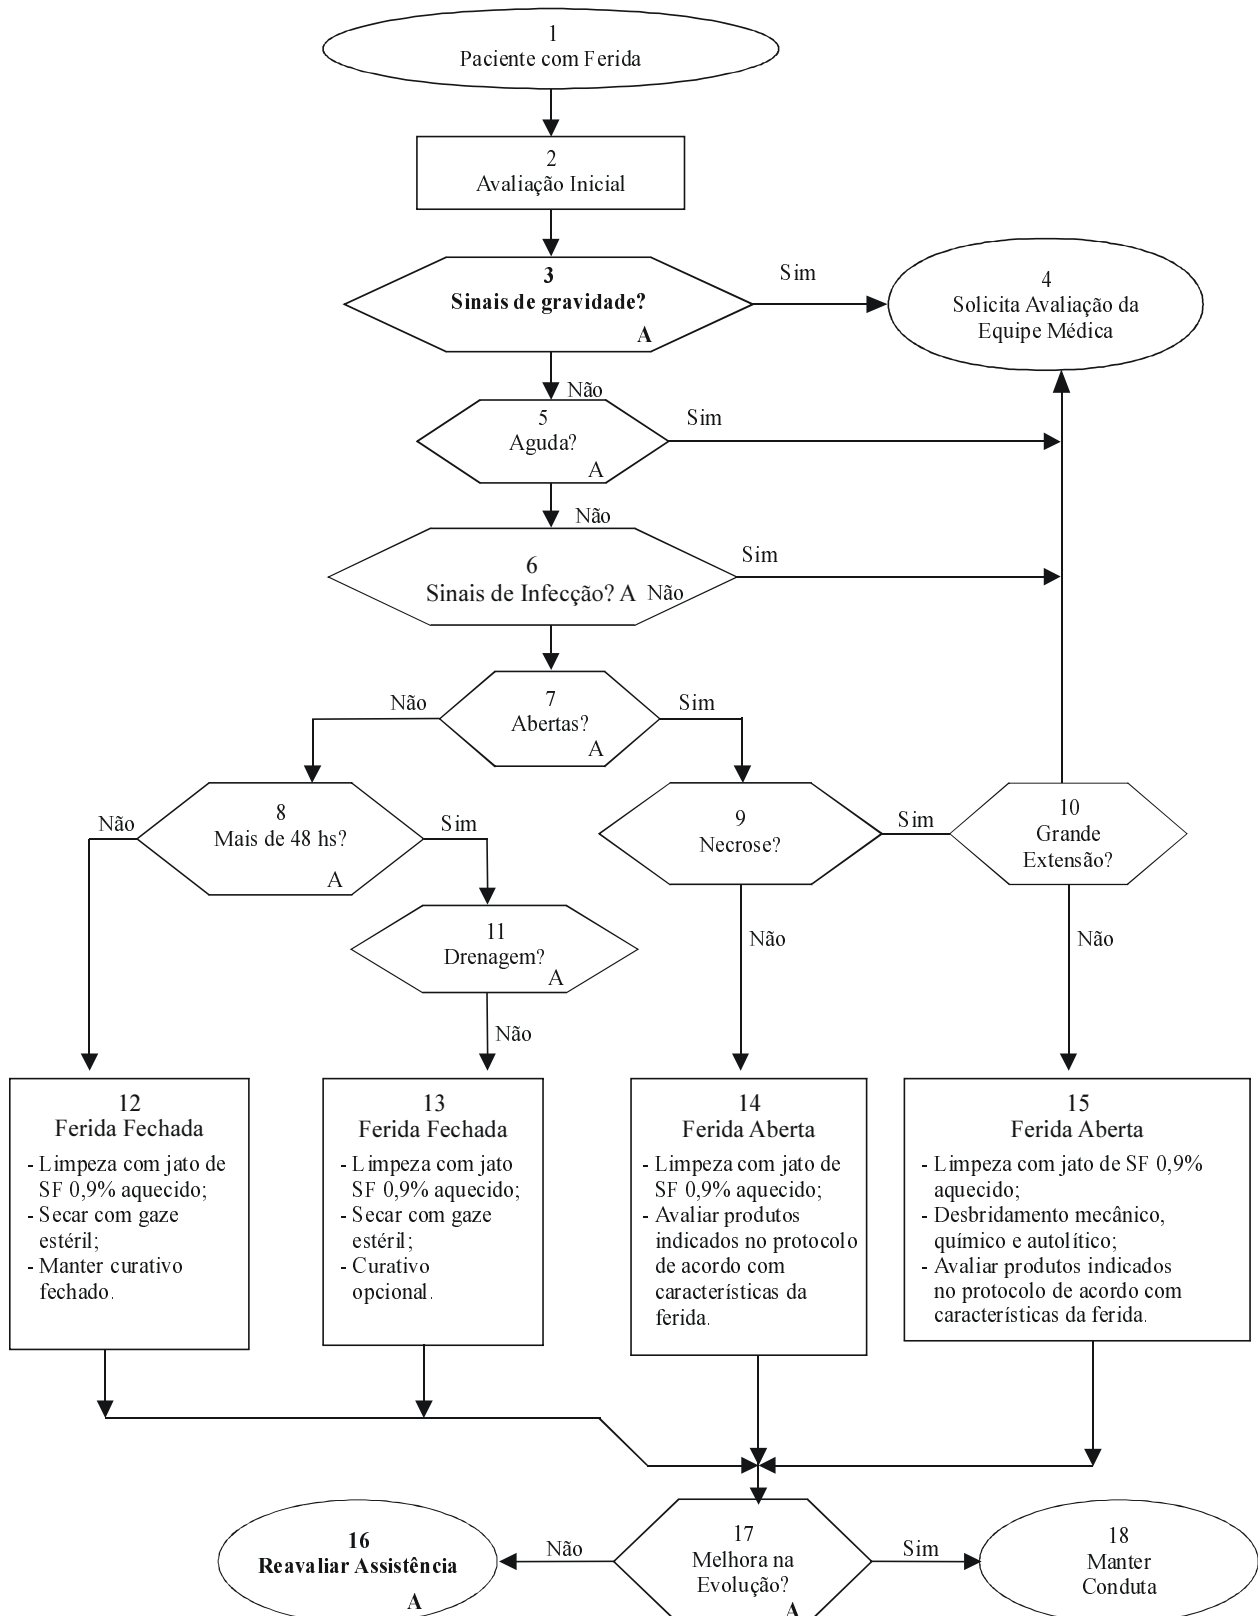 1
Paciente com Ferida
2
Avaliação Inicial
3
Sinais de gravidade?
A
Sim
4
Solicita Avaliação da
Equipe Médica
Não
5
Aguda?
A
Sim
Não
6
Sinais de Infecção? A
Não
Sim
7
Abertas?
A
Não
Sim
8
Mais de 48 hs?
A
Não
Sim
9
Necrose?
Sim
10
Grande
Extensão?
11
Drenagem?
A
Não
Não
Não
12
Ferida Fechada
- Limpeza com jato de
SF 0,9% aquecido;
- Secar com gaze
estéril;
- Manter curativo
fechado.
13
Ferida Fechada
- Limpeza com jato
SF 0,9% aquecido;
- Secar com gaze
estéril;
- Curativo
opcional.
14
Ferida Aberta
- Limpeza com jato de
SF 0,9% aquecido;
- Avaliar produtos
indicados no protocolo
de acordo com
características da
ferida.
15
Ferida Aberta
- Limpeza com jato de SF 0,9%
aquecido;
- Desbridamento mecânico,
químico e autolítico;
- Avaliar produtos indicados
no protocolo de acordo com
características da ferida.
16
Reavaliar Assistência
A
Não
17
Melhora na
Evolução?
A
Sim
18
Manter
Conduta